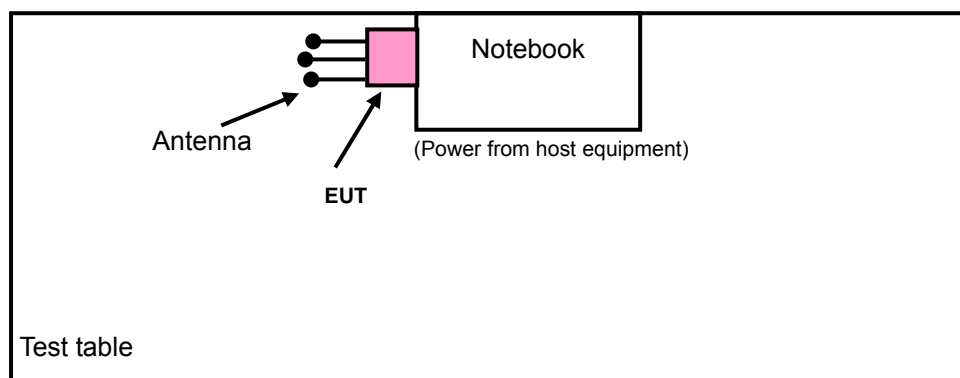 Notebook
Antenna
(Power from host equipment)
EUT
Test table